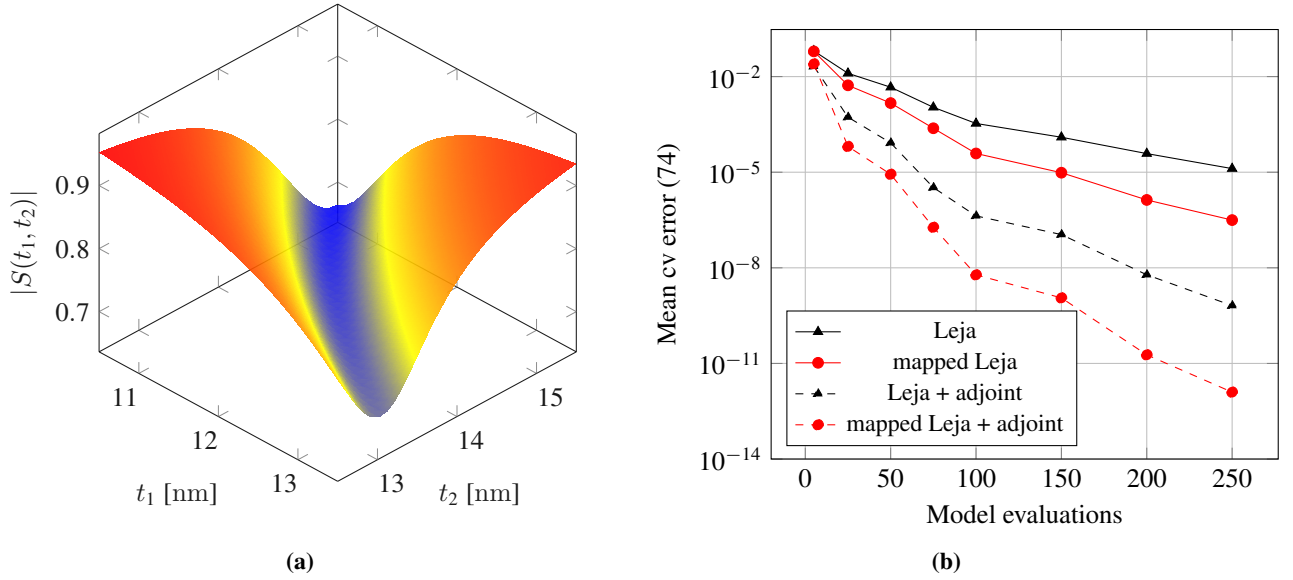 0.9
0.8
0.7
|S(t₁, t₂)|
11
12
13
t₁ [nm]
13
14
15
t₂ [nm]
(a)
10⁻²
10⁻⁵
10⁻⁸
10⁻¹¹
10⁻¹⁴
Mean cv error (74)
Leja
mapped Leja
Leja + adjoint
mapped Leja + adjoint
0 50 100 150 200 250
Model evaluations
(b)